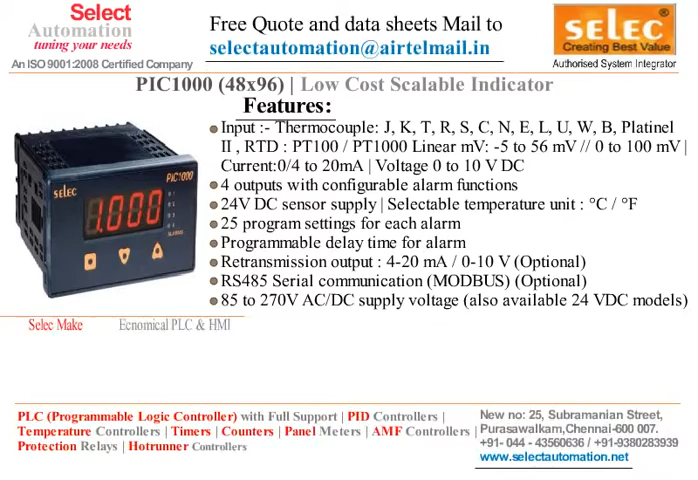 Select
Automation
tuning your needs
An ISO 9001:2008 Certified Company
Free Quote and data sheets Mail to
selectautomation@airtelmail.in
SELEC
Creating Best Value
Authorised System Integrator
PIC1000 (48x96) | Low Cost Scalable Indicator
Features:
Input :- Thermocouple: J, K, T, R, S, C, N, E, L, U, W, B, Platinel
II , RTD : PT100 / PT1000 Linear mV: -5 to 56 mV // 0 to 100 mV |
Current:0/4 to 20mA | Voltage 0 to 10 V DC
4 outputs with configurable alarm functions
24V DC sensor supply | Selectable temperature unit : °C / °F
25 program settings for each alarm
Programmable delay time for alarm
Retransmission output : 4-20 mA / 0-10 V (Optional)
RS485 Serial communication (MODBUS) (Optional)
85 to 270V AC/DC supply voltage (also available 24 VDC models)
SELEC
PIC1000
1.000
Selec Make Ecnomical PLC & HMI
PLC (Programmable Logic Controller) with Full Support | PID Controllers |
Temperature Controllers | Timers | Counters | Panel Meters | AMF Controllers |
Protection Relays | Hotrunner Controllers
New no: 25, Subramanian Street,
Purasawalkam,Chennai-600 007.
+91- 044 - 43560636 / +91-9380283939
www.selectautomation.net